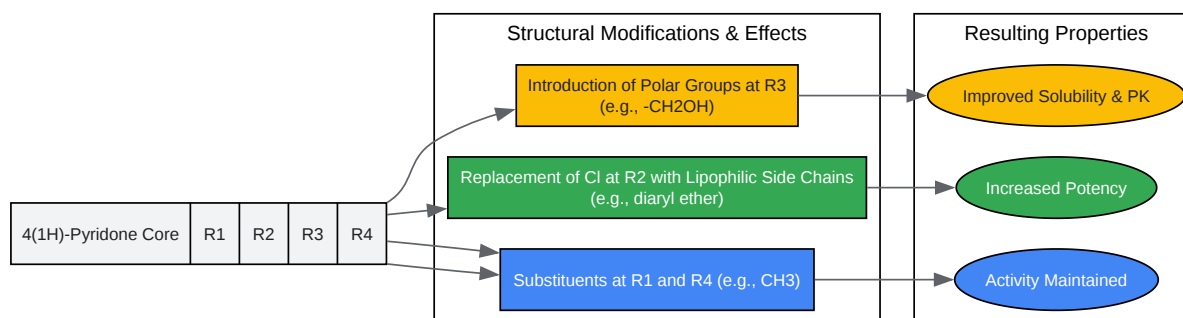 Structural Modifications & Effects
Resulting Properties
Introduction of Polar Groups at R3
(e.g., -CH2OH)
Improved Solubility & PK
Replacement of Cl at R2 with Lipophilic Side Chains
(e.g., diaryl ether)
Increased Potency
4(1H)-Pyridone Core
R1
R2
R3
R4
Substituents at R1 and R4 (e.g., CH3)
Activity Maintained